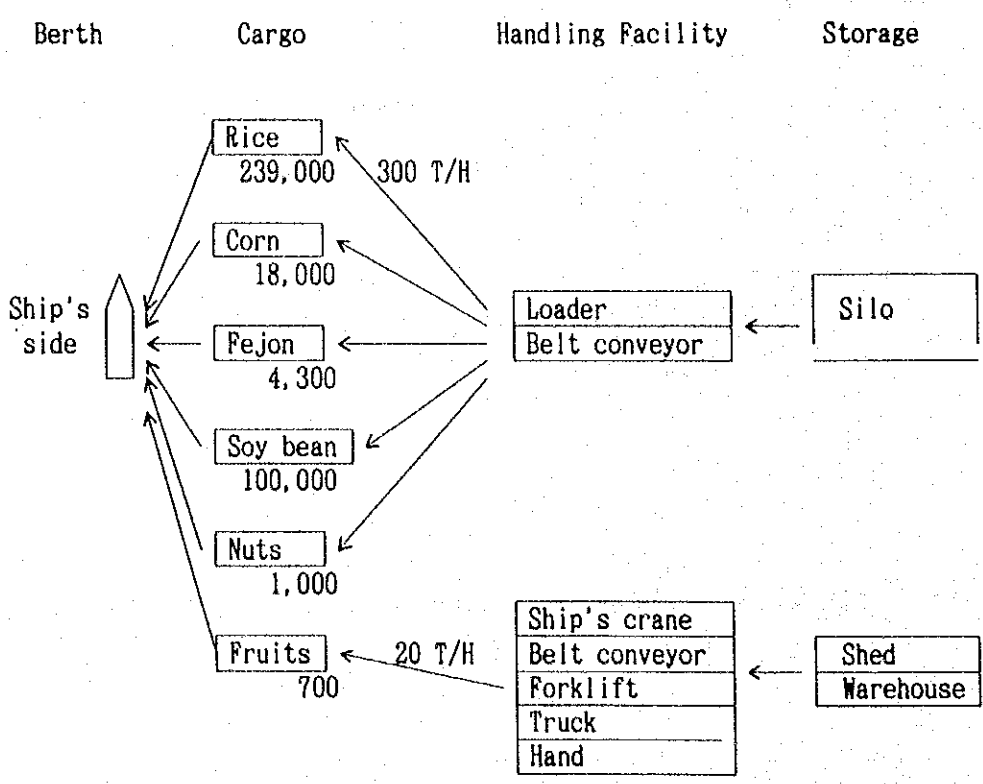 Berth Cargo Handling Facility Storage
Rice
239,000 300 T/H
Corn
18,000
Ship's
side
Loader
Belt conveyor
Silo
Fejon
4,300
Soy bean
100,000
Nuts
1,000
Fruits
700
20 T/H
Ship's crane
Belt conveyor
Forklift
Truck
Hand
Shed
Warehouse